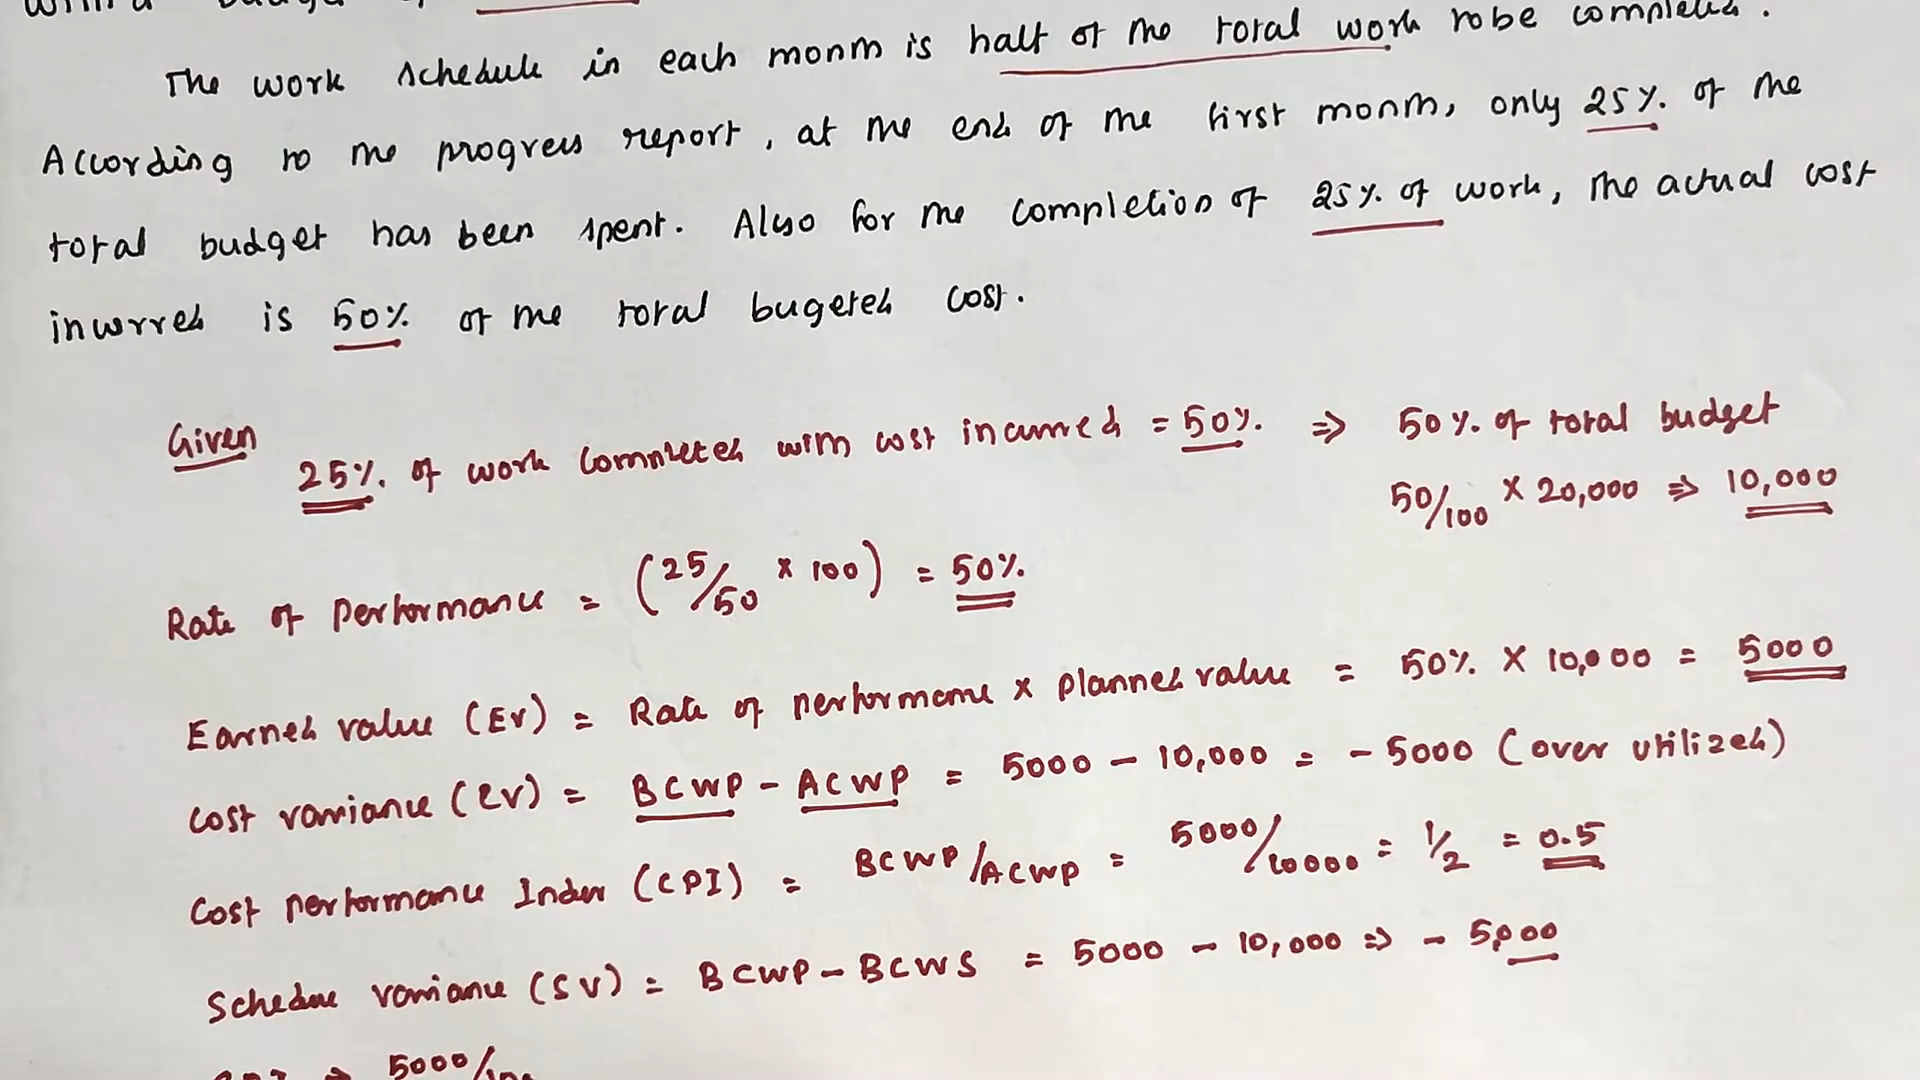 The work schedule in each month is half of the total work to be completed.
According to the progress report, at the end of the first month, only 25% of the
total budget has been spent. Also for the completion of 25% of work, the actual cost
incurred is 50% of the total bugeted cost.
Given
25% of work completed with cost incurred = 50% ⇒ 50% of total budget
50/100 × 20,000 ⇒ 10,000
Rate of performance = (25/50 × 100) = 50%
Earned value (EV) = Rate of performance × planned value = 50% × 10,000 = 5000
Cost variance (CV) = BCWP - ACWP = 5000 - 10,000 = - 5000 (over utilized)
Cost performance Index (CPI) = BCWP/ACWP = 5000/10000 = 1/2 = 0.5
Schedue variance (SV) = BCWP - BCWS = 5000 - 10,000 ⇒ - 5,000
5000/